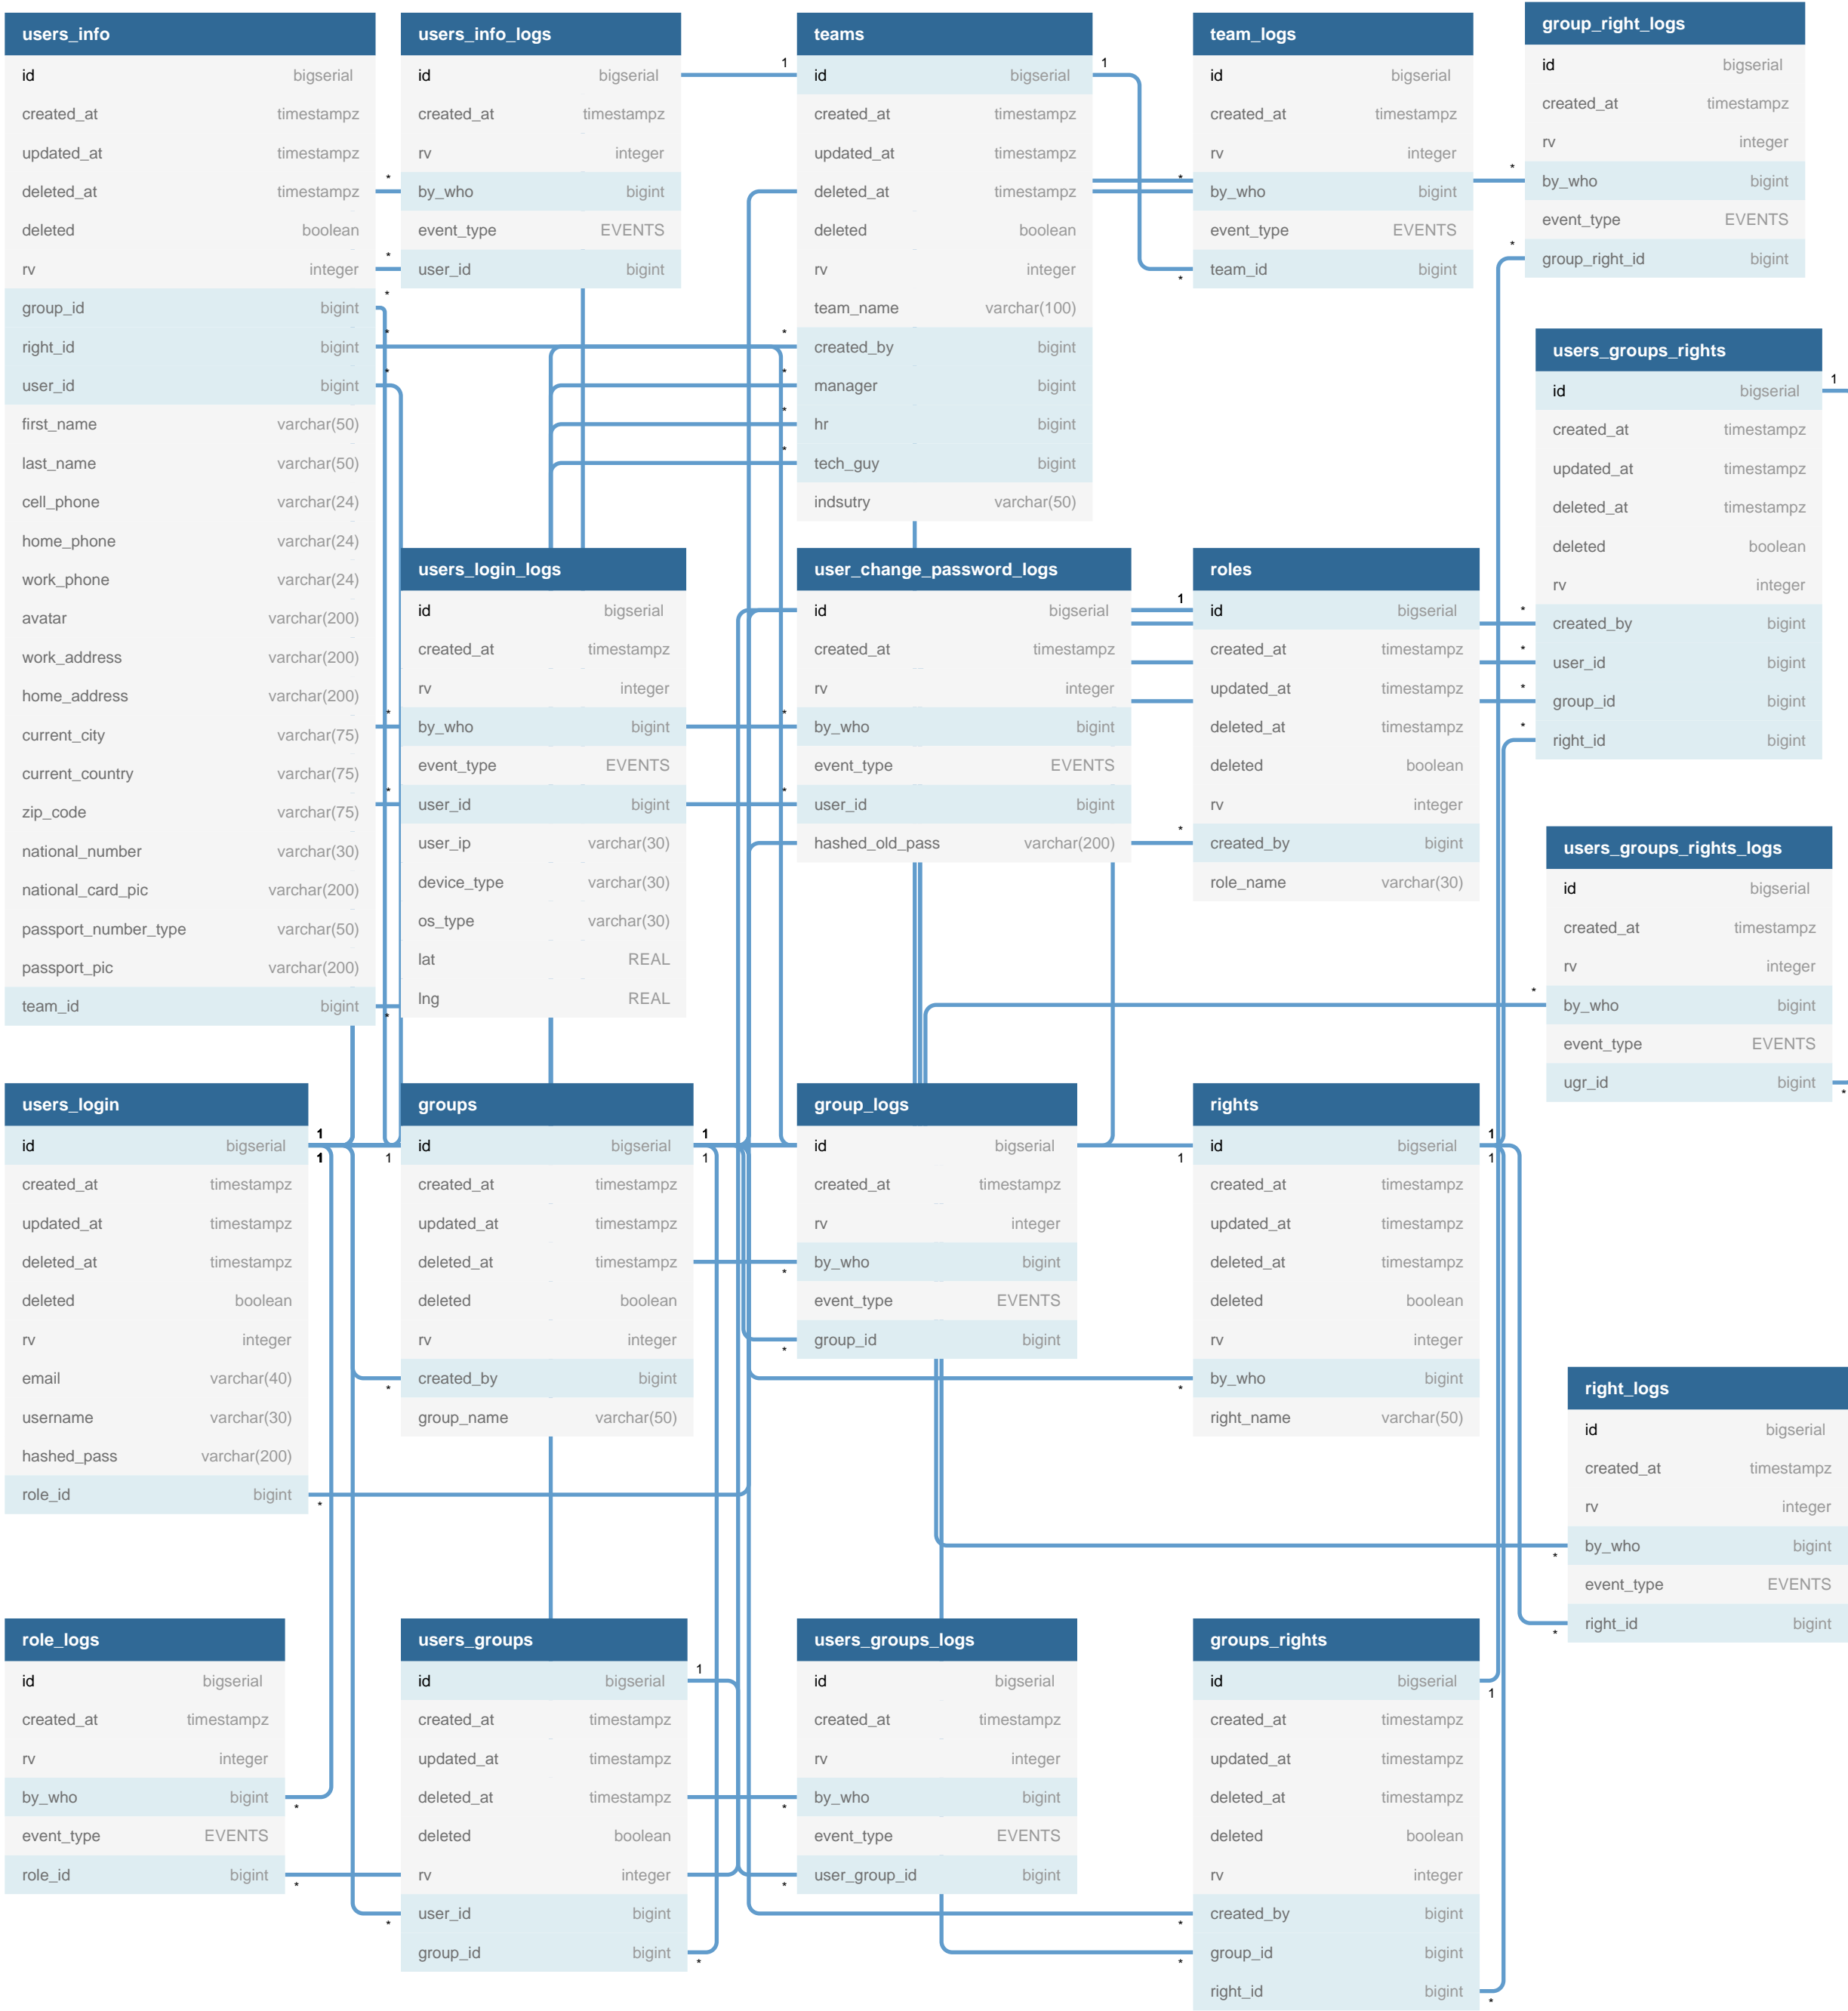 users_info
id bigserial
created_at timestampz
updated_at timestampz
deleted_at timestampz
deleted boolean
rv integer
group_id bigint
right_id bigint
user_id bigint
first_name varchar(50)
last_name varchar(50)
cell_phone varchar(24)
home_phone varchar(24)
work_phone varchar(24)
avatar varchar(200)
work_address varchar(200)
home_address varchar(200)
current_city varchar(75)
current_country varchar(75)
zip_code varchar(75)
national_number varchar(30)
national_card_pic varchar(200)
passport_number_type varchar(50)
passport_pic varchar(200)
team_id bigint
users_info_logs
id bigserial
created_at timestampz
rv integer
by_who bigint
event_type EVENTS
user_id bigint
teams
id bigserial
created_at timestampz
updated_at timestampz
deleted_at timestampz
deleted boolean
rv integer
team_name varchar(100)
created_by bigint
manager bigint
hr bigint
tech_guy bigint
indsutry varchar(50)
team_logs
id bigserial
created_at timestampz
rv integer
by_who bigint
event_type EVENTS
team_id bigint
group_right_logs
id bigserial
created_at timestampz
rv integer
by_who bigint
event_type EVENTS
group_right_id bigint
users_groups_rights
id bigserial
created_at timestampz
updated_at timestampz
deleted_at timestampz
deleted boolean
rv integer
created_by bigint
user_id bigint
group_id bigint
right_id bigint
users_login_logs
id bigserial
created_at timestampz
rv integer
by_who bigint
event_type EVENTS
user_id bigint
user_ip varchar(30)
device_type varchar(30)
os_type varchar(30)
lat REAL
lng REAL
user_change_password_logs
id bigserial
created_at timestampz
rv integer
by_who bigint
event_type EVENTS
user_id bigint
hashed_old_pass varchar(200)
roles
id bigserial
created_at timestampz
updated_at timestampz
deleted_at timestampz
deleted boolean
rv integer
created_by bigint
role_name varchar(30)
users_groups_rights_logs
id bigserial
created_at timestampz
rv integer
by_who bigint
event_type EVENTS
ugr_id bigint
users_login
id bigserial
created_at timestampz
updated_at timestampz
deleted_at timestampz
deleted boolean
rv integer
email varchar(40)
username varchar(30)
hashed_pass varchar(200)
role_id bigint
groups
id bigserial
created_at timestampz
updated_at timestampz
deleted_at timestampz
deleted boolean
rv integer
created_by bigint
group_name varchar(50)
group_logs
id bigserial
created_at timestampz
rv integer
by_who bigint
event_type EVENTS
group_id bigint
rights
id bigserial
created_at timestampz
updated_at timestampz
deleted_at timestampz
deleted boolean
rv integer
by_who bigint
right_name varchar(50)
right_logs
id bigserial
created_at timestampz
rv integer
by_who bigint
event_type EVENTS
right_id bigint
role_logs
id bigserial
created_at timestampz
rv integer
by_who bigint
event_type EVENTS
role_id bigint
users_groups
id bigserial
created_at timestampz
updated_at timestampz
deleted_at timestampz
deleted boolean
rv integer
user_id bigint
group_id bigint
users_groups_logs
id bigserial
created_at timestampz
rv integer
by_who bigint
event_type EVENTS
user_group_id bigint
groups_rights
id bigserial
created_at timestampz
updated_at timestampz
deleted_at timestampz
deleted boolean
rv integer
created_by bigint
group_id bigint
right_id bigint